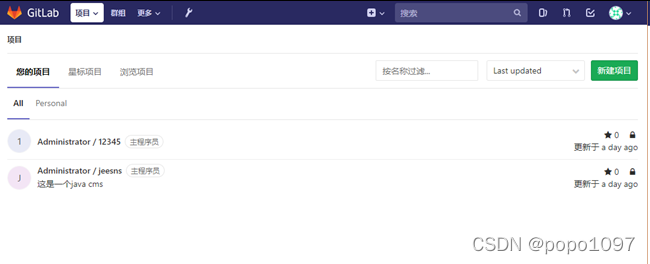 GitLab 项目 群组 更多 搜索
项目
您的项目 星标项目 浏览项目 按名称过滤... Last updated 新建项目
All Personal
1 Administrator / 12345 主程序员 0
更新于 a day ago
J Administrator / jeesns 主程序员 0
这是一个java cms 更新于 a day ago
CSDN @popo1097